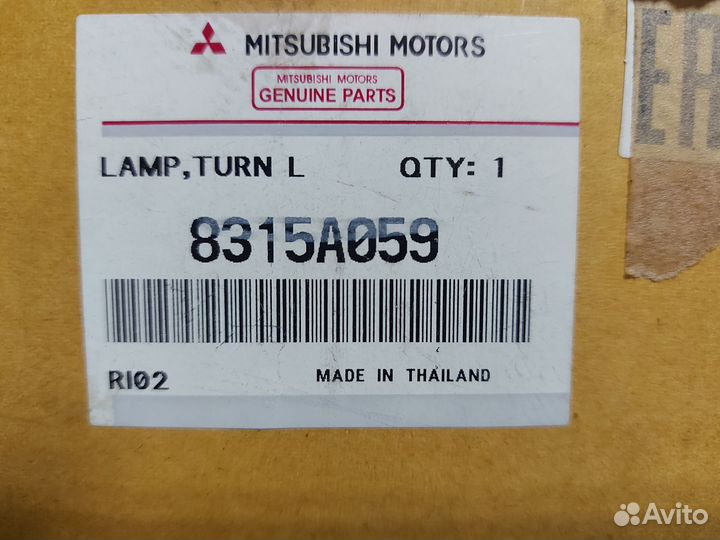 MITSUBISHI MOTORS
MITSUBISHI MOTORS
GENUINE PARTS
LAMP,TURN L QTY: 1
8315A059
RI02 MADE IN THAILAND
Avito